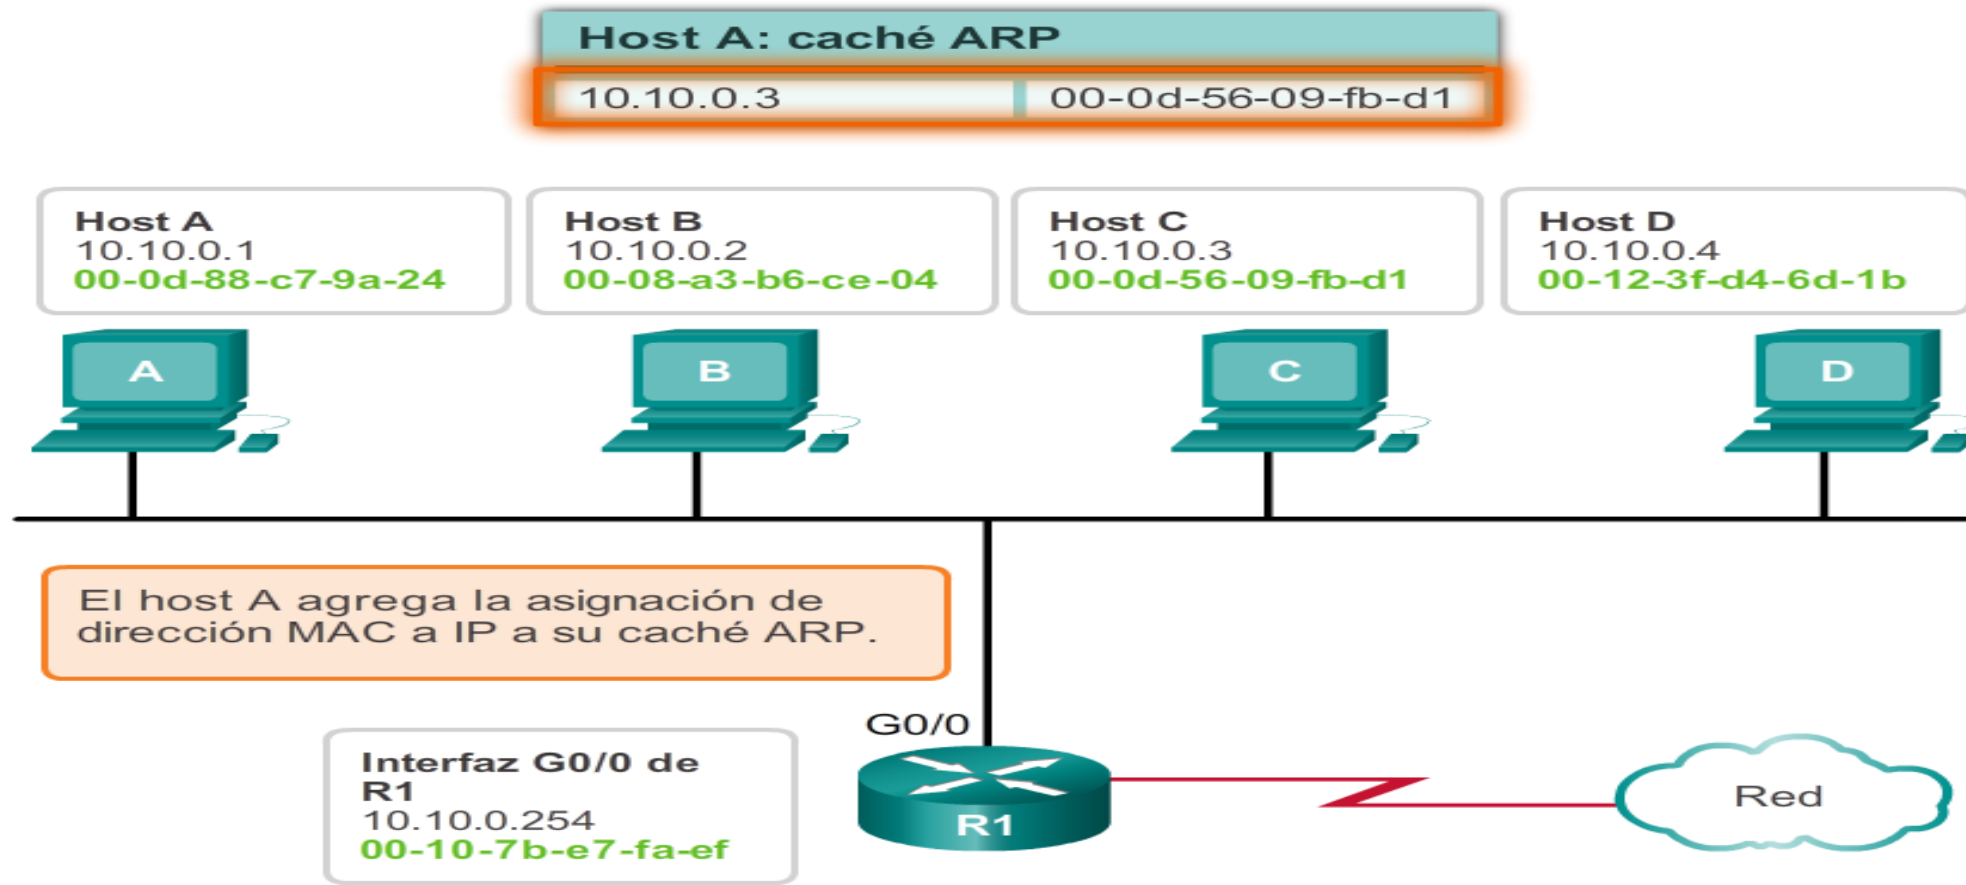 Host A: caché ARP
10.10.0.3 00-0d-56-09-fb-d1
Host A
10.10.0.1
00-0d-88-c7-9a-24
Host B
10.10.0.2
00-08-a3-b6-ce-04
Host C
10.10.0.3
00-0d-56-09-fb-d1
Host D
10.10.0.4
00-12-3f-d4-6d-1b
A
B
C
D
El host A agrega la asignación de
dirección MAC a IP a su caché ARP.
G0/0
Interfaz G0/0 de
R1
10.10.0.254
00-10-7b-e7-fa-ef
R1
Red